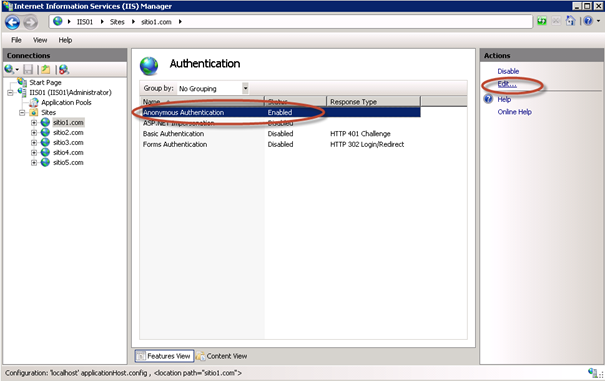 Internet Information Services (IIS) Manager
IIS01 Sites sitio1.com
File View Help
Connections
Start Page
IIS01 (IIS01\Administrator)
Application Pools
Sites
sitio1.com
sitio2.com
sitio3.com
sitio4.com
sitio5.com
Authentication
Group by: No Grouping
Name Status Response Type
Anonymous Authentication Enabled
ASP.NET Impersonation Disabled
Basic Authentication Disabled HTTP 401 Challenge
Forms Authentication Disabled HTTP 302 Login/Redirect
Features View Content View
Actions
Disable
Edit...
Help
Online Help
Configuration: 'localhost' applicationHost.config , <location path="sitio1.com">